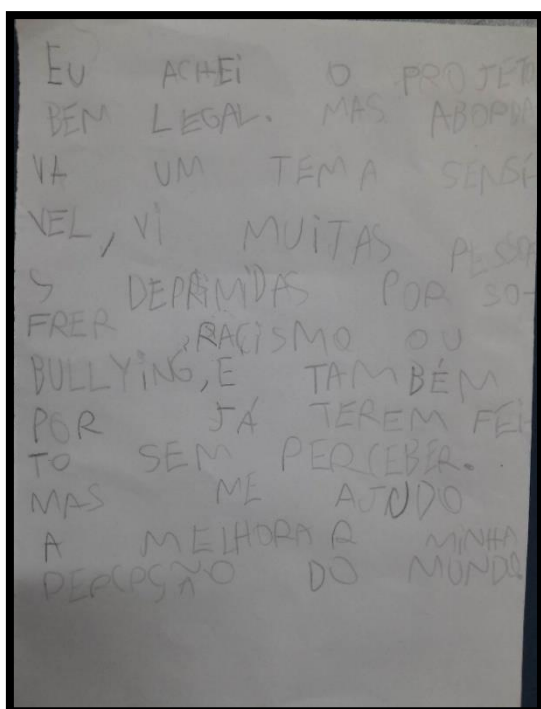 EU ACHEI O PROJETO
BEM LEGAL. MAS ABORDA
VA UM TEMA SENSÍ
VEL, Vi MUiTAS PESSOA
S DEPRiMiDAS POR SO-
FRER RACiSMO OU
BULLYiNG, E TAMBÉM
POR JÁ TEREM FEi-
TO SEM PERCEBER.
MAS ME AJUDO
A MELHORAR MiNHA
PERCPSÃO DO MUNDO.